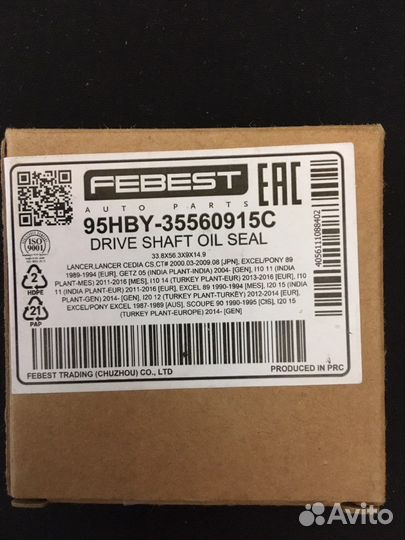 FEBEST
AUTO PARTS
EAC
95HBY-35560915C
DRIVE SHAFT OIL SEAL
33.8X56.3X9X14.9
LANCER,LANCER CEDIA CS,CT# 2000.03-2009.08 [JPN], EXCEL/PONY 89
1989-1994 [EUR], GETZ 05 (INDIA PLANT-INDIA) 2004- [GEN], I10 11 (INDIA
PLANT-MES) 2011-2016 [MES], I10 14 (TURKEY PLANT-EUR) 2013-2016 [EUR], I10
11 (INDIA PLANT-EUR) 2011-2016 [EUR], EXCEL 89 1990-1994 [MES], I20 15
(INDIA PLANT-GEN) 2014- [GEN], I20 12 (TURKEY PLANT-TURKEY) 2012-2014 [EUR],
EXCEL/PONY EXCEL 1987-1989 [AUS], SCOUPE 90 1990-1995 [CIS], I20 15
(TURKEY PLANT-EUROPE) 2014- [GEN]
ISO
9001
2
HDPE
21
PAP
4056111088402
FEBEST TRADING (CHUZHOU) CO., LTD
PRODUCED IN PRC
Avito